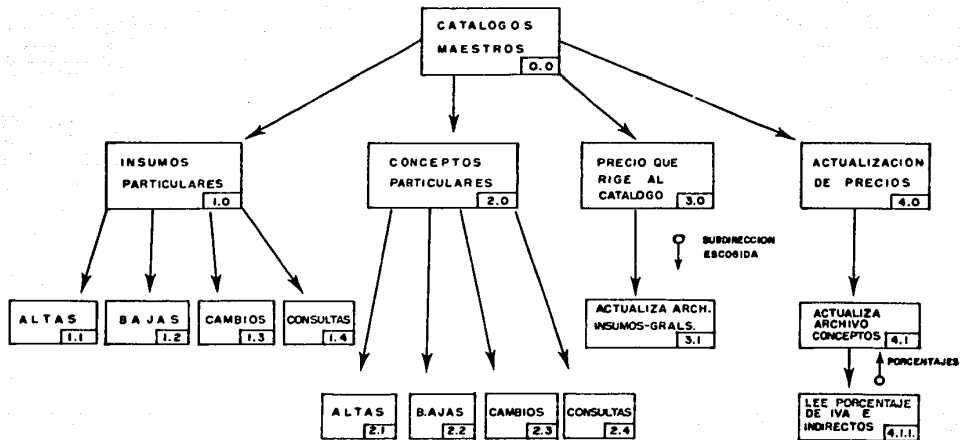 CATALOGOS
MAESTROS
0.0
INSUMOS
PARTICULARES
1.0
CONCEPTOS
PARTICULARES
2.0
PRECIO QUE
RIGE AL
CATALOGO
3.0
ACTUALIZACION
DE PRECIOS
4.0
SUBDIRECCION
ESCOGIDA
ALTAS
1.1
BAJAS
1.2
CAMBIOS
1.3
CONSULTAS
1.4
ACTUALIZA ARCH.
INSUMOS-GRALS.
3.1
ACTUALIZA
ARCHIVO
CONCEPTOS
4.1
PORCENTAJES
ALTAS
2.1
BAJAS
2.2
CAMBIOS
2.3
CONSULTAS
2.4
LEE PORCENTAJE
DE IVA E
INDIRECTOS
4.1.1.